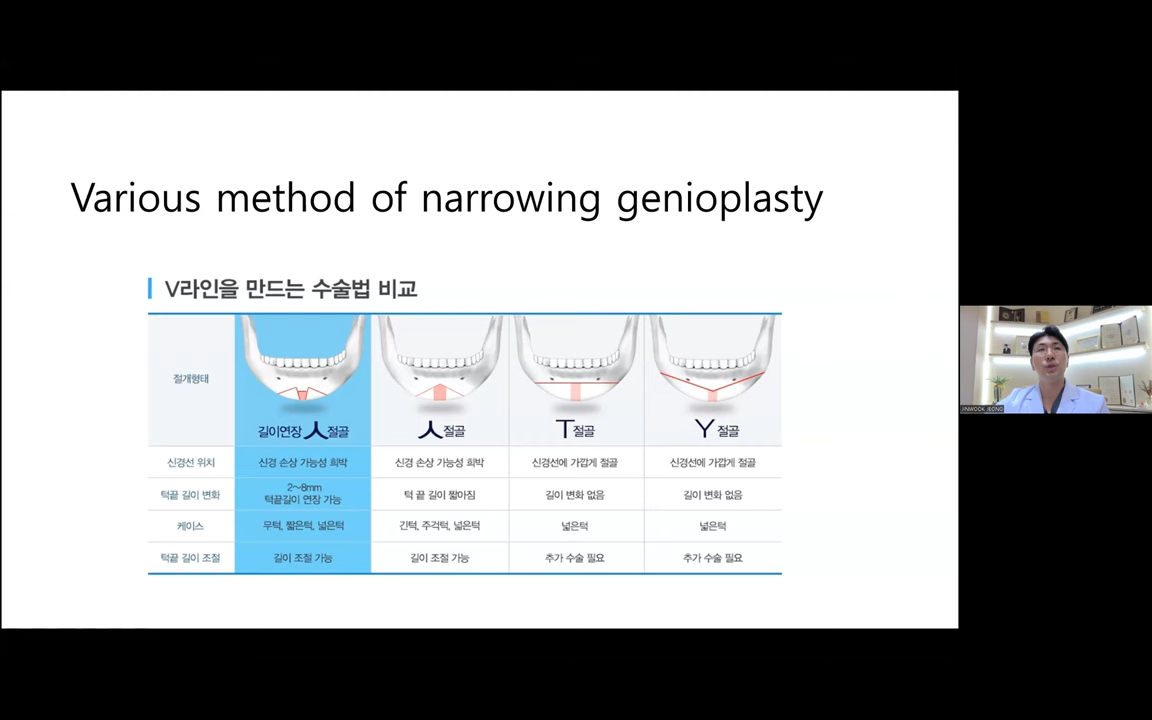 Various method of narrowing genioplasty
V라인을 만드는 수술법 비교
절개형태
길이연장 人절골
人절골
T절골
Y절골
신경선 위치
신경 손상 가능성 희박
신경 손상 가능성 희박
신경선에 가깝게 절골
신경선에 가깝게 절골
턱끝 길이 변화
2~8mm
턱끝길이 연장 가능
턱 끝 길이 짧아짐
길이 변화 없음
길이 변화 없음
케이스
무턱, 짧은턱, 넓은턱
긴턱, 주걱턱, 넓은턱
넓은턱
넓은턱
턱끝 길이 조절
길이 조절 가능
길이 조절 가능
추가 수술 필요
추가 수술 필요
JINWOOK JEONG